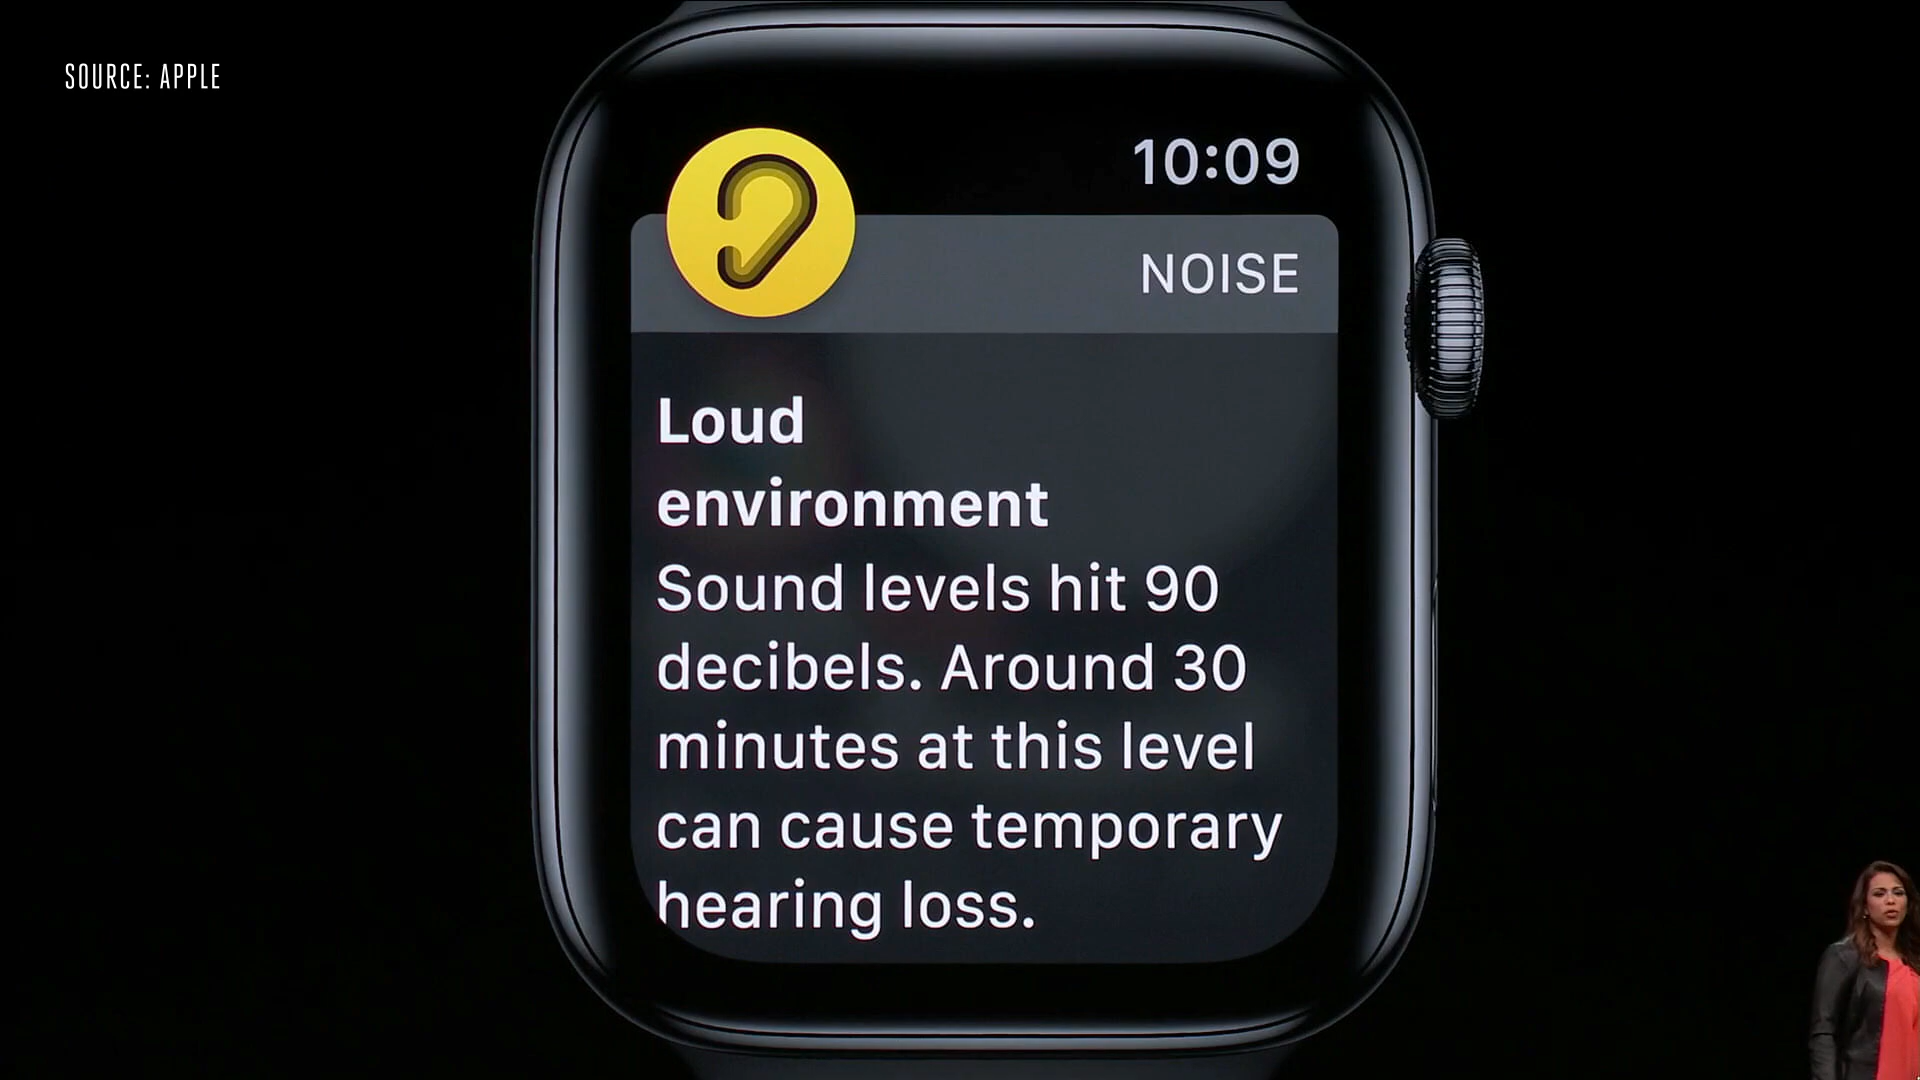 SOURCE: APPLE
10:09
NOISE
Loud
environment
Sound levels hit 90
decibels. Around 30
minutes at this level
can cause temporary
hearing loss.